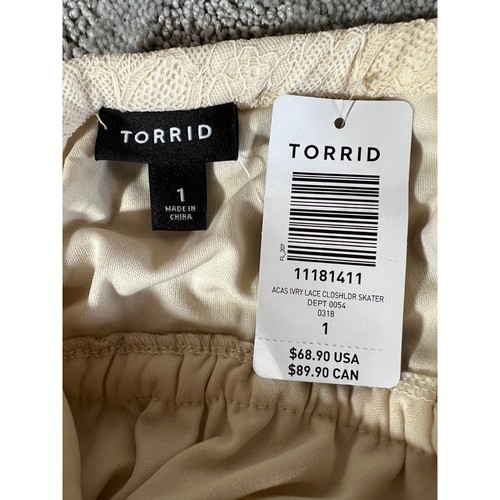 TORRID
1
MADE IN
CHINA
TORRID
FL_207
11181411
ACAS IVRY LACE CLDSHLDR SKATER
DEPT 0054
0318
1
$68.90 USA
$89.90 CAN